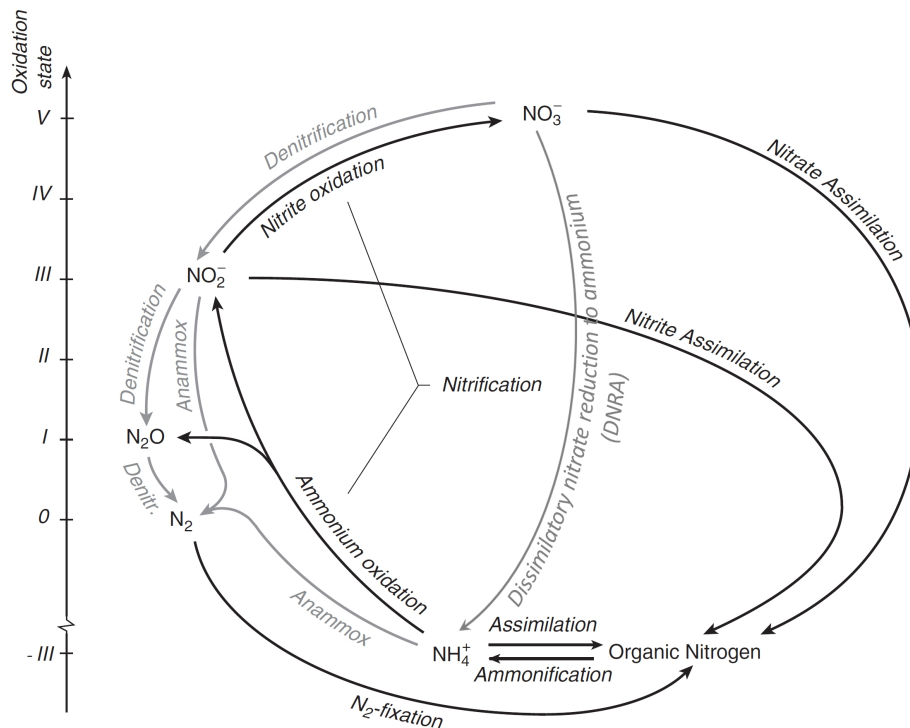 Oxidation
state
V
IV
III
II
I
0
- III
NO₃⁻
Denitrification
Nitrite oxidation
Nitrate Assimilation
NO₂⁻
Dissimilatory nitrate reduction to ammonium
(DNRA)
Nitrite Assimilation
Denitrification
Anammox
Nitrification
N₂O
Denitr.
N₂
Ammonium oxidation
Anammox
NH₄⁺
Assimilation
Ammonification
Organic Nitrogen
N₂-fixation